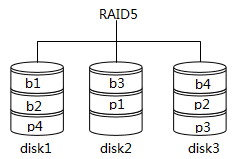 RAID5
b1 b3 b4
b2 p1 p2
p4 p3
disk1 disk2 disk3